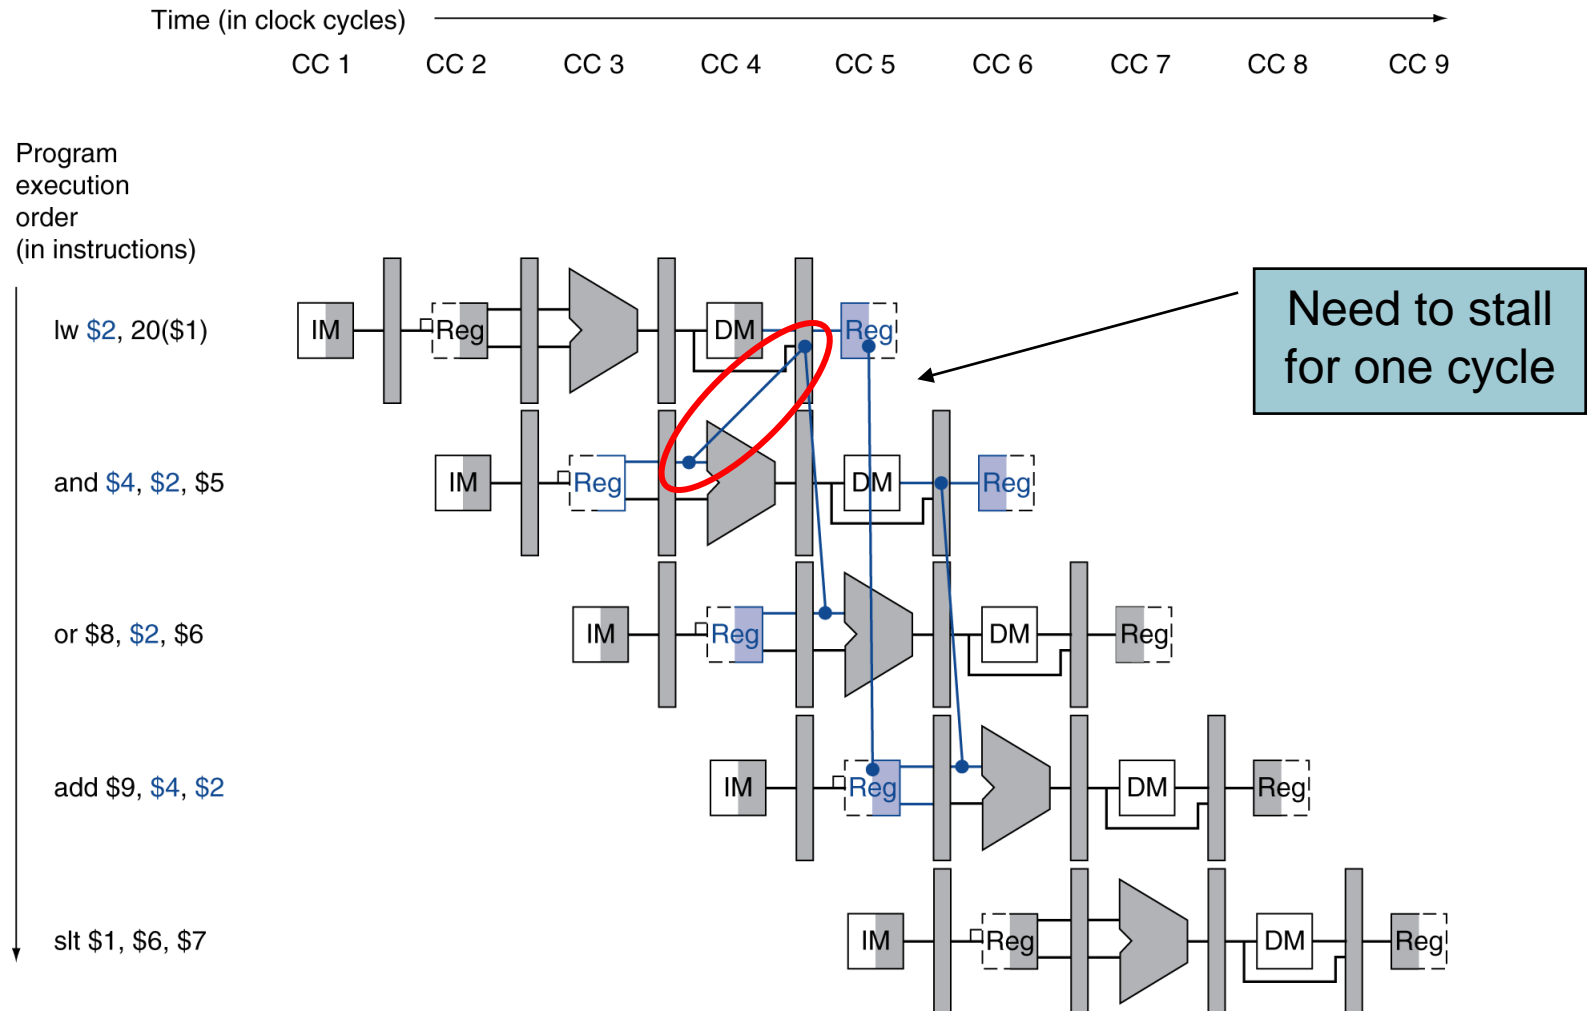 Time (in clock cycles)
CC 1 CC 2 CC 3 CC 4 CC 5 CC 6 CC 7 CC 8 CC 9
Program
execution
order
(in instructions)
Need to stall
for one cycle
lw $2, 20($1) IM Reg DM Reg
and $4, $2, $5 IM Reg DM Reg
or $8, $2, $6 IM Reg DM Reg
add $9, $4, $2 IM Reg DM Reg
slt $1, $6, $7 IM Reg DM Reg